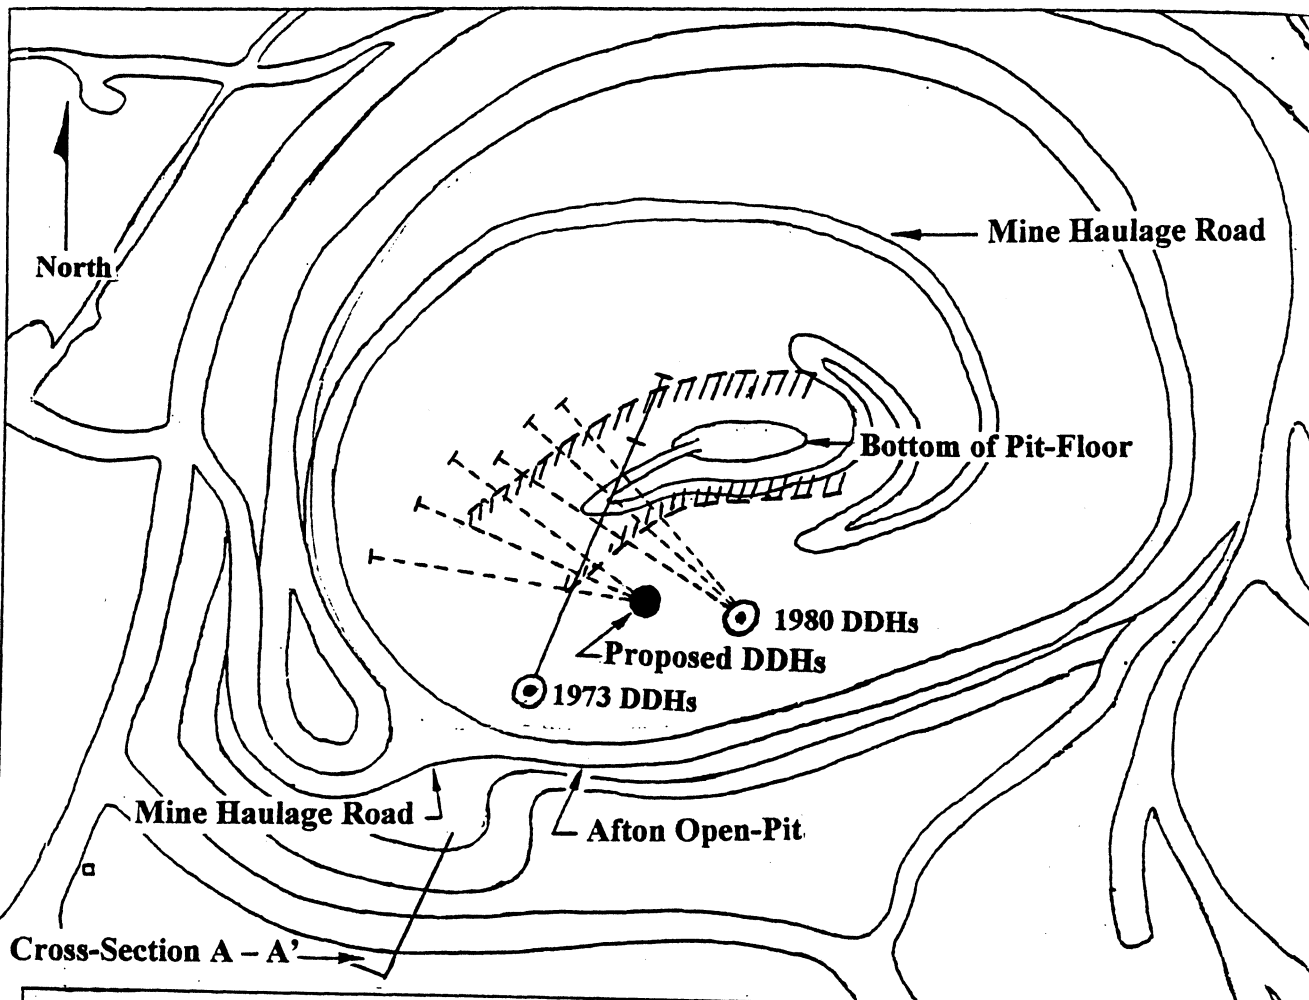 Mine Haulage Road
North
Bottom of Pit-Floor
1980 DDHs
Proposed DDHs
1973 DDHs
Mine Haulage Road
Afton Open-Pit
Cross-Section A – A'